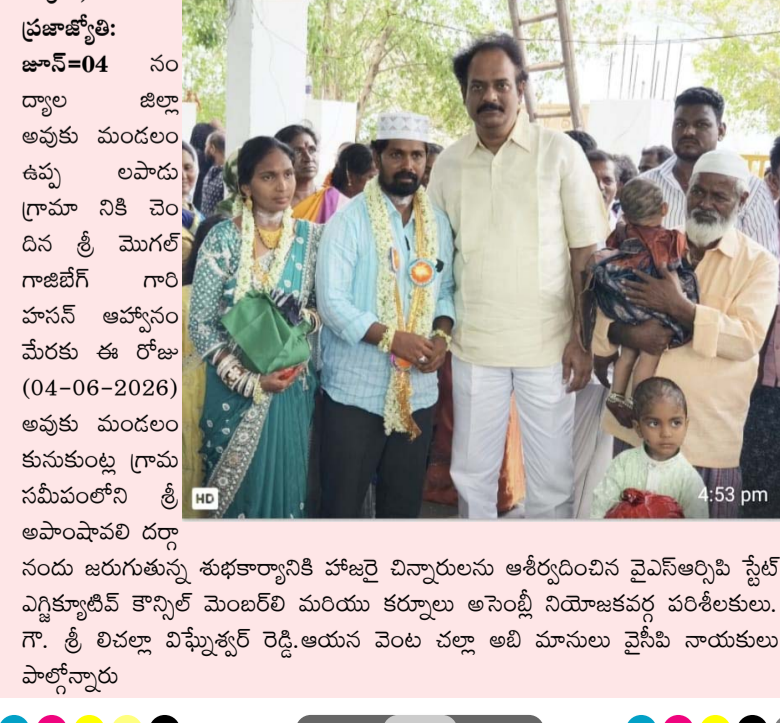 ప్రజాజ్యోతి:
జూన్=04 నం
ద్యాల జిల్లా
అవుకు మండలం
ఉప్ప లపాడు
గ్రామా నికి చెం
దిన శ్రీ మొగల్
గాజిబేగ్ గారి
హసన్ ఆహ్వానం
మేరకు ఈ రోజు
(04-06-2026)
అవుకు మండలం
కునుకుంట్ల గ్రామ
సమీపంలోని శ్రీ
అపాంషావలి దర్గా
నందు జరుగుతున్న శుభకార్యానికి హాజరై చిన్నారులను ఆశీర్వదించిన వైఎస్ఆర్సిపి స్టేట్
ఎగ్జిక్యూటివ్ కౌన్సిల్ మెంబర్లి మరియు కర్నూలు అసెంబ్లీ నియోజకవర్గ పరిశీలకులు.
గౌ. శ్రీ లిచల్లా విఘ్నేశ్వర్ రెడ్డి.ఆయన వెంట చల్లా అబి మానులు వైసీపి నాయకులు
పాల్గోన్నారు
HD
4:53 pm